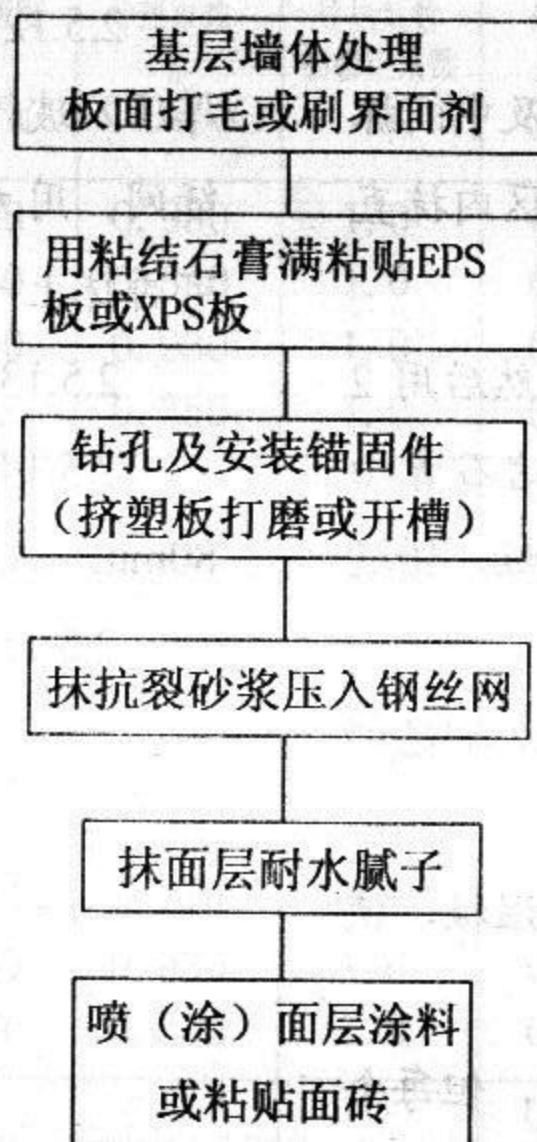 基层墙体处理
板面打毛或刷界面剂
用粘结石膏满粘贴EPS
板或XPS板
钻孔及安装锚固件
（挤塑板打磨或开槽）
抹抗裂砂浆压入钢丝网
抹面层耐水腻子
喷（涂）面层涂料
或粘贴面砖